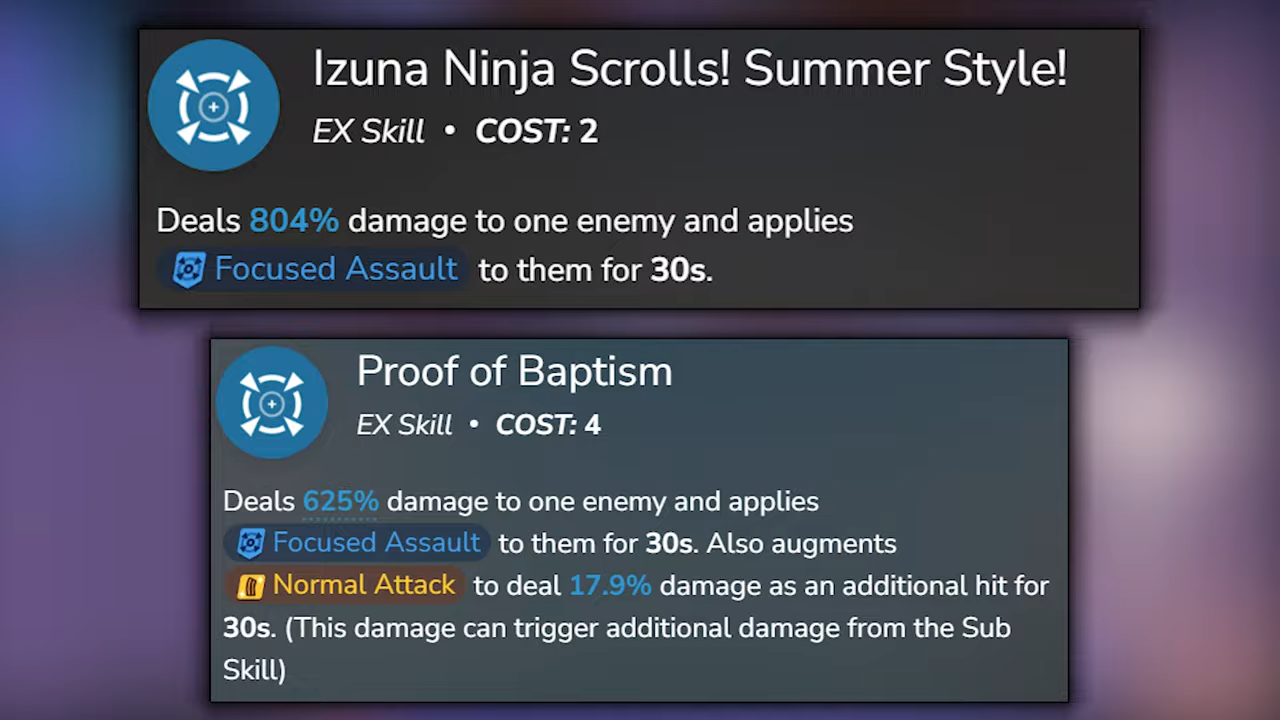 Izuna Ninja Scrolls! Summer Style!
EX Skill • COST: 2
Deals 804% damage to one enemy and applies
Focused Assault to them for 30s.
Proof of Baptism
EX Skill • COST: 4
Deals 625% damage to one enemy and applies
Focused Assault to them for 30s. Also augments
Normal Attack to deal 17.9% damage as an additional hit for
30s. (This damage can trigger additional damage from the Sub
Skill)